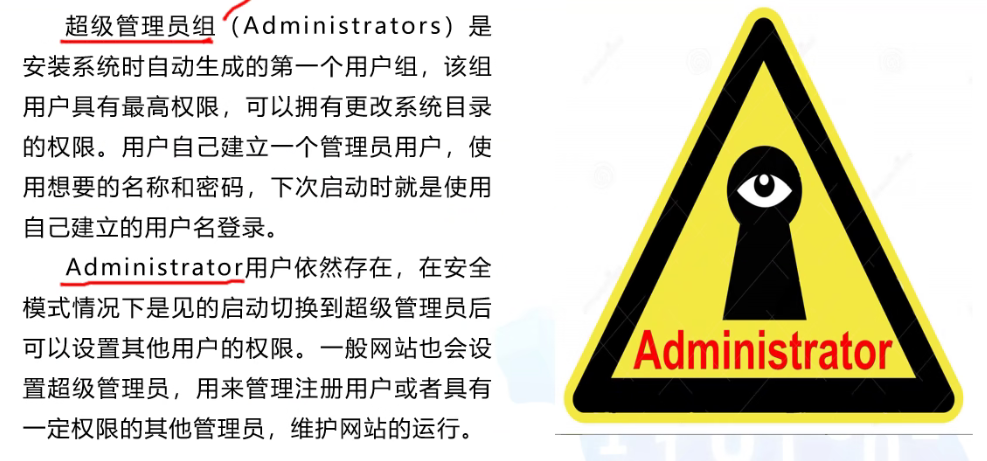 超级管理员组（Administrators）是
安装系统时自动生成的第一个用户组，该组
用户具有最高权限，可以拥有更改系统目录
的权限。用户自己建立一个管理员用户，使
用想要的名称和密码，下次启动时就是使用
自己建立的用户名登录。
Administrator用户依然存在，在安全
模式情况下是见的启动切换到超级管理员后
可以设置其他用户的权限。一般网站也会设
置超级管理员，用来管理注册用户或者具有
一定权限的其他管理员，维护网站的运行。
Administrator